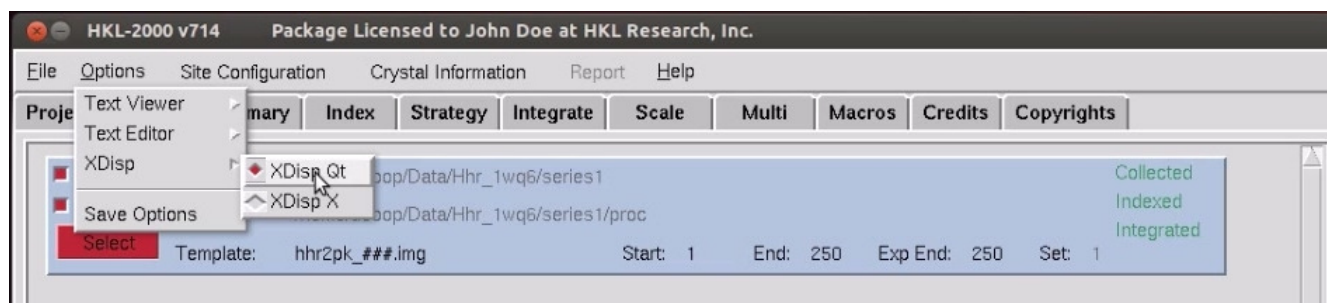 HKL-2000 v714 Package Licensed to John Doe at HKL Research, Inc.
File Options Site Configuration Crystal Information Report Help
Proje mary Index Strategy Integrate Scale Multi Macros Credits Copyrights
Text Viewer
Text Editor
XDisp
Save Options
XDisp Qt
XDisp X
op/Data/Hhr_1wq6/series1
op/Data/Hhr_1wq6/series1/proc
Collected
Indexed
Integrated
Select Template: hhr2pk_###.img Start: 1 End: 250 Exp End: 250 Set: 1